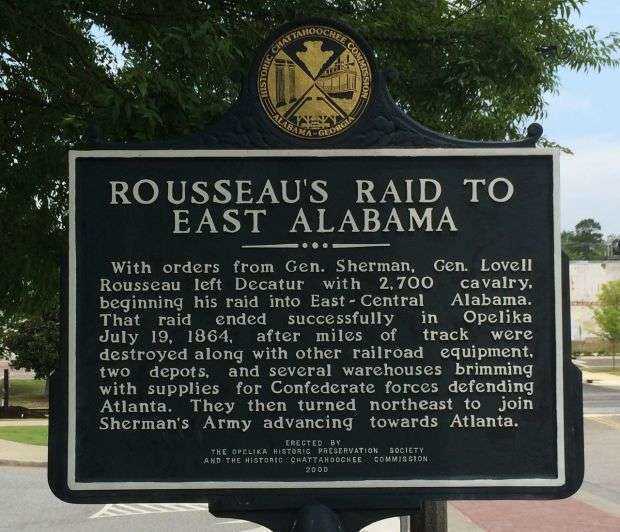 HISTORIC CHATTAHOOCHEE COMMISSION
ALABAMA-GEORGIA
ROUSSEAU'S RAID TO
EAST ALABAMA
With orders from Gen. Sherman, Gen. Lovell
Rousseau left Decatur with 2,700 cavalry,
beginning his raid into East-Central Alabama.
That raid ended successfully in Opelika
July 19, 1864, after miles of track were
destroyed along with other railroad equipment,
two depots, and several warehouses brimming
with supplies for Confederate forces defending
Atlanta. They then turned northeast to join
Sherman's Army advancing towards Atlanta.
ERECTED BY
THE OPELIKA HISTORIC PRESERVATION SOCIETY
AND THE HISTORIC CHATTAHOOCHEE COMMISSION
2000